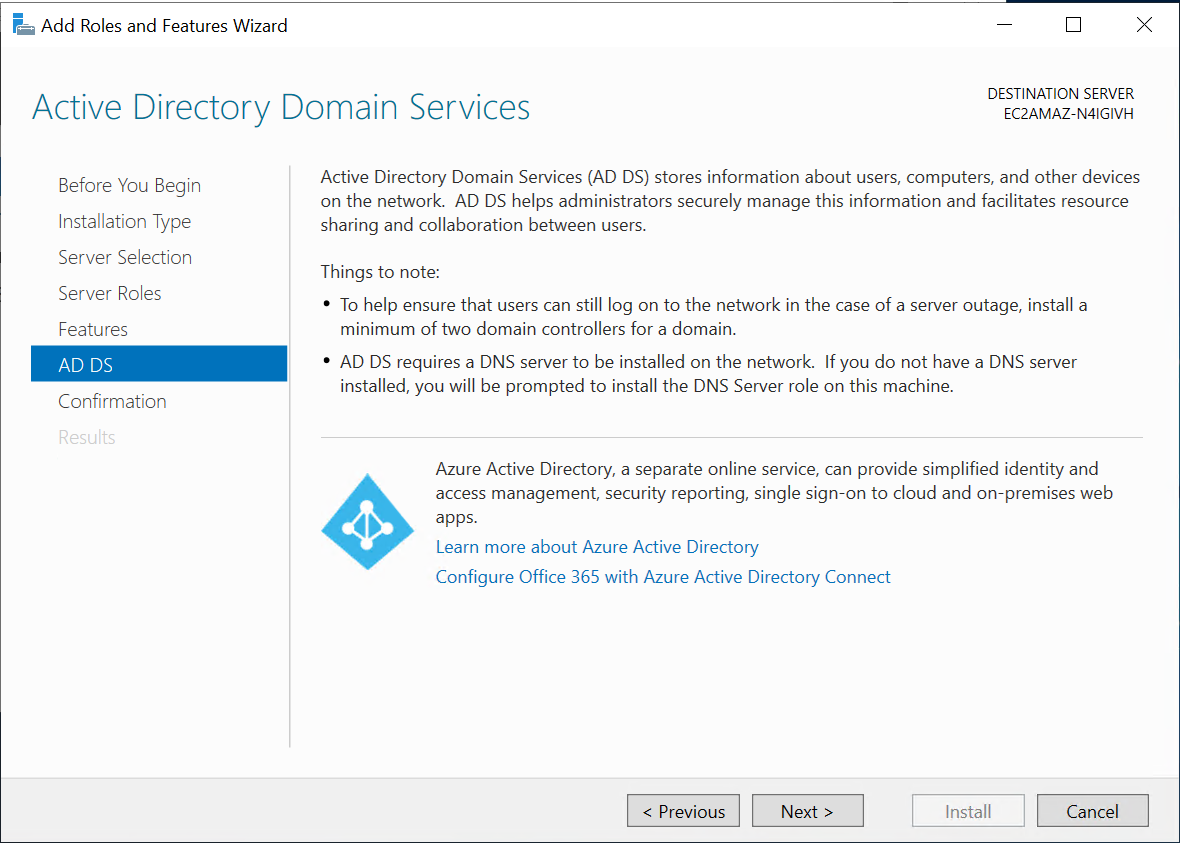 Add Roles and Features Wizard
Active Directory Domain Services
DESTINATION SERVER
EC2AMAZ-N4IGIVH
Before You Begin
Installation Type
Server Selection
Server Roles
Features
AD DS
Confirmation
Results
Active Directory Domain Services (AD DS) stores information about users, computers, and other devices
on the network.  AD DS helps administrators securely manage this information and facilitates resource
sharing and collaboration between users.
Things to note:
• To help ensure that users can still log on to the network in the case of a server outage, install a
minimum of two domain controllers for a domain.
• AD DS requires a DNS server to be installed on the network.  If you do not have a DNS server
installed, you will be prompted to install the DNS Server role on this machine.
Azure Active Directory, a separate online service, can provide simplified identity and
access management, security reporting, single sign-on to cloud and on-premises web
apps.
Learn more about Azure Active Directory
Configure Office 365 with Azure Active Directory Connect
< Previous
Next >
Install
Cancel